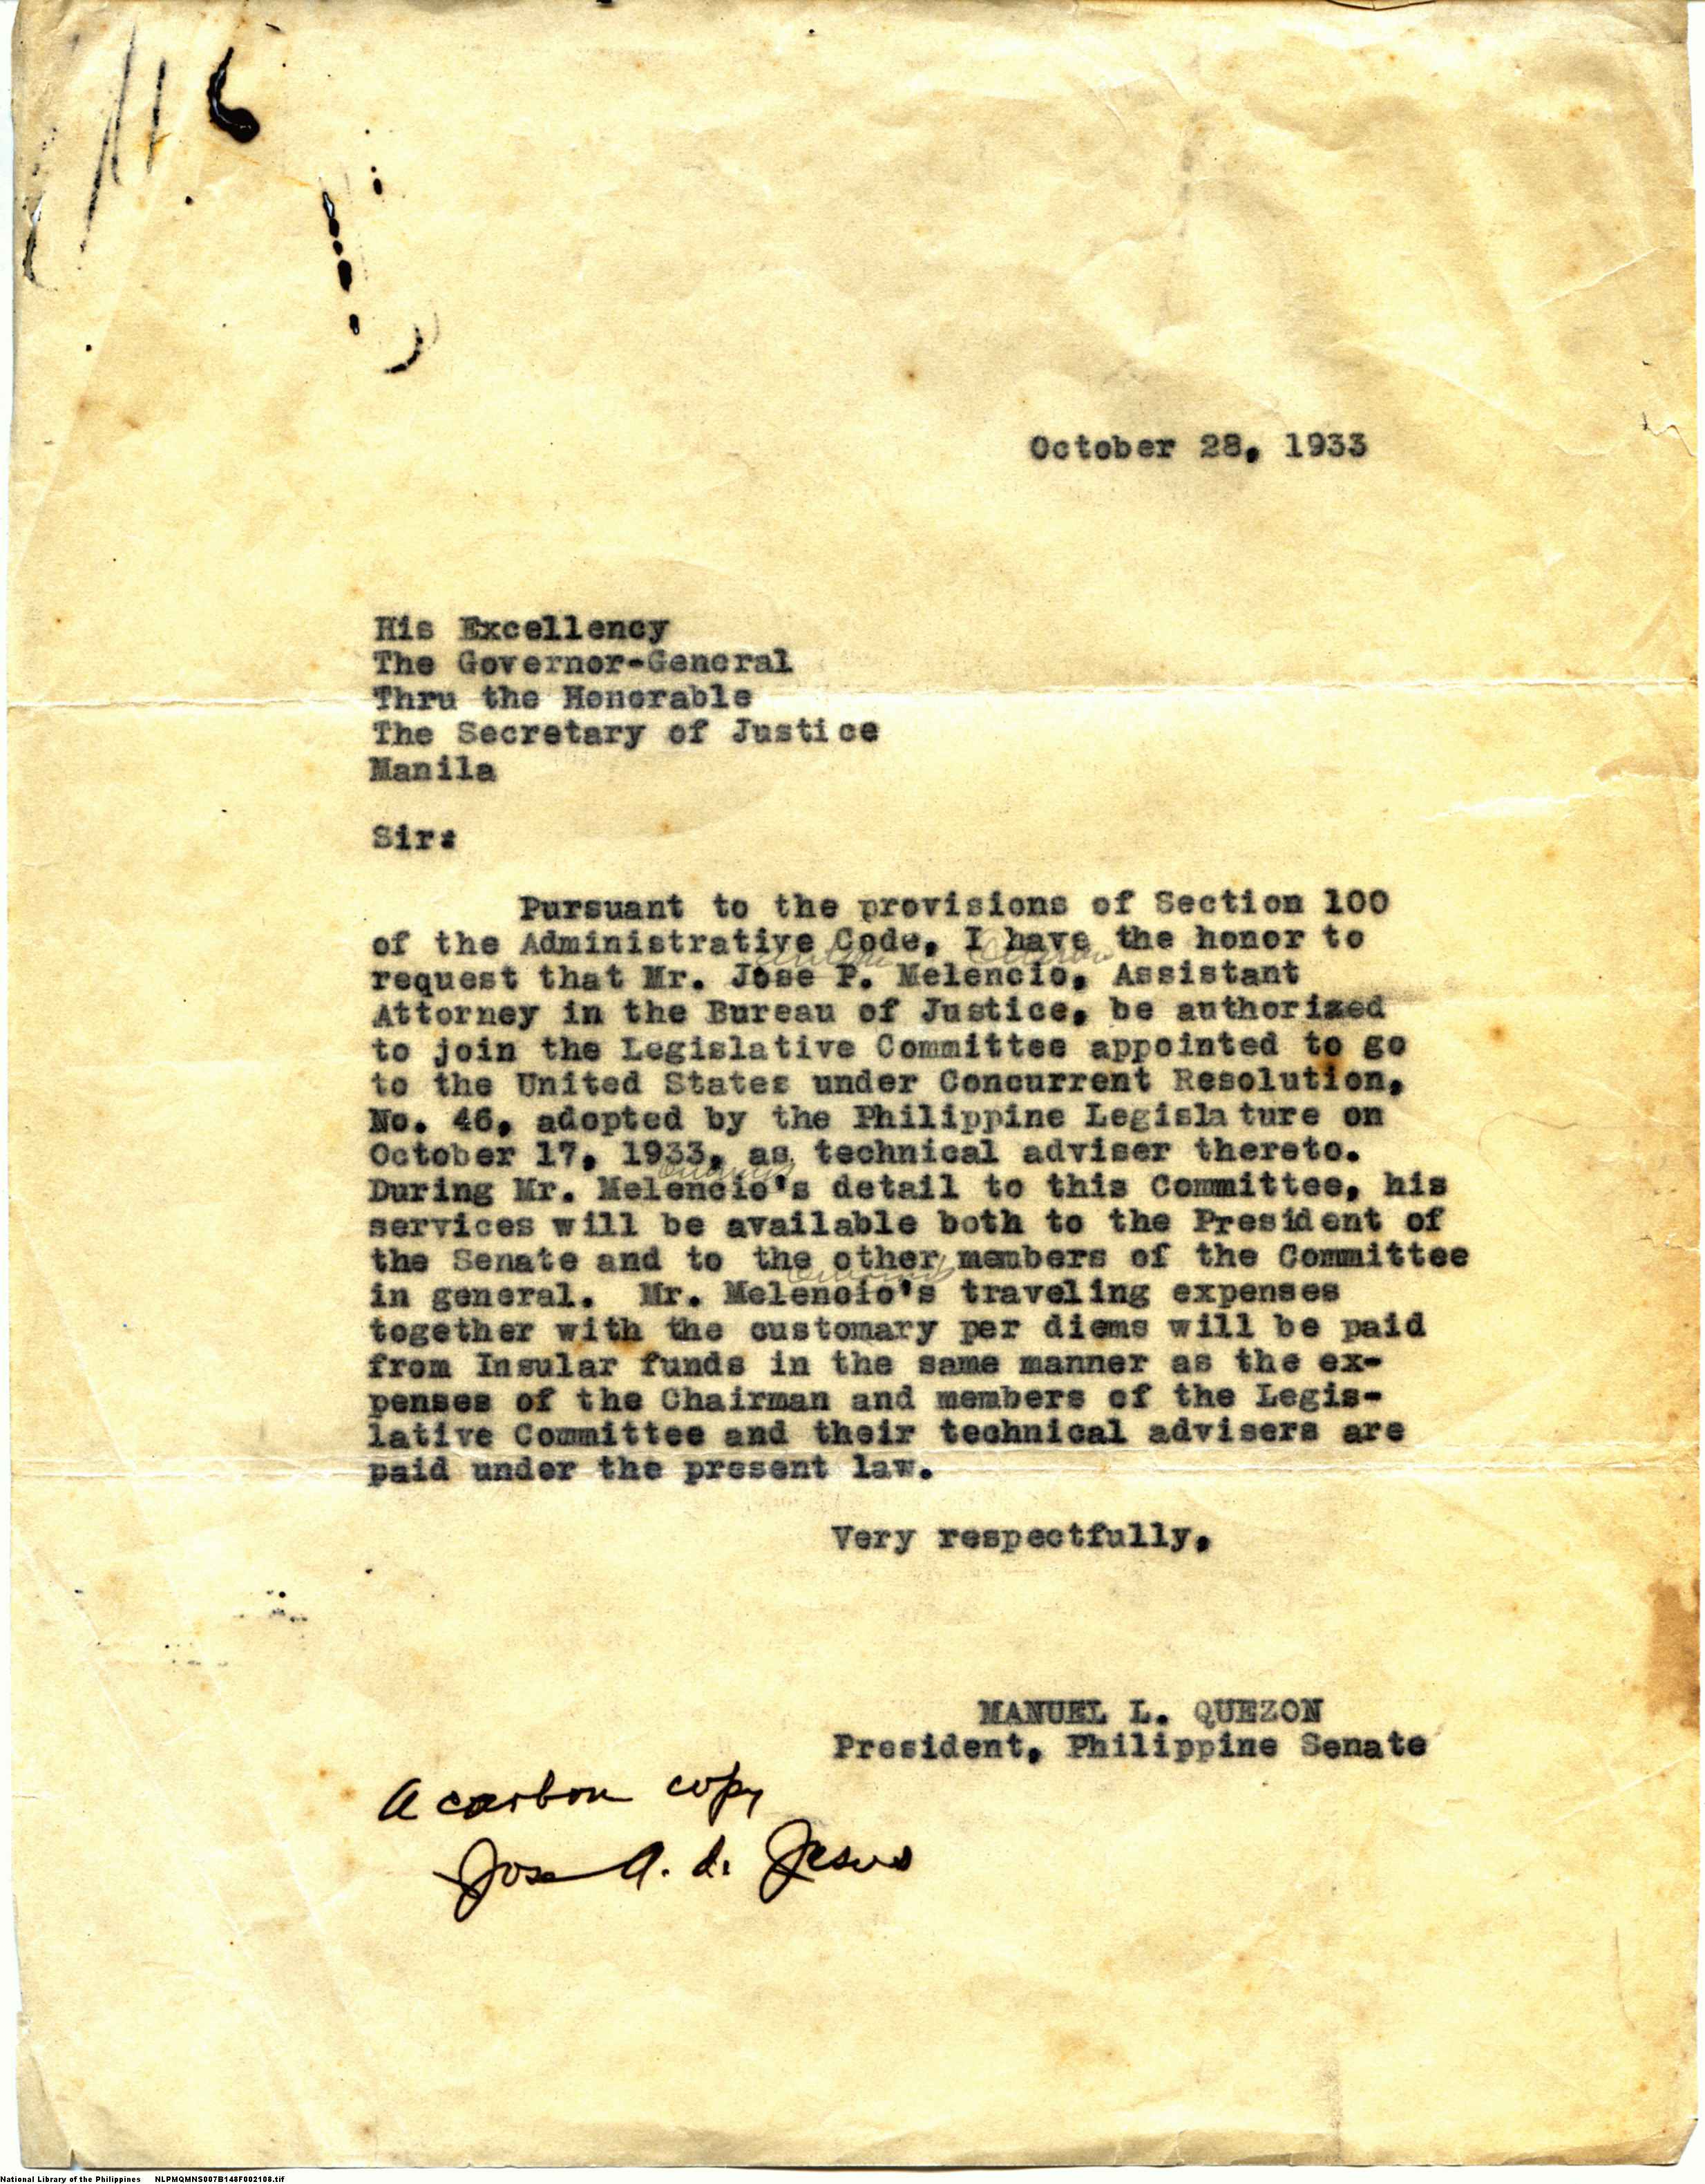 October 28, 1933
His Excellency
The Governor-General
Thru the Honorable
The Secretary of Justice
Manila
Sir:
Pursuant to the provisions of Section 100
of the Administrative Code, I have the honor to
request that Mr. Jose P. Melencio, Assistant
Attorney in the Bureau of Justice, be authorized
to join the Legislative Committee appointed to go
to the United States under Concurrent Resolution,
No. 46, adopted by the Philippine Legislature on
October 17, 1933, as technical adviser thereto.
During Mr. Melencio's detail to this Committee, his
services will be available both to the President of
the Senate and to the other members of the Committee
in general. Mr. Melencio's traveling expenses
together with the customary per diems will be paid
from Insular funds in the same manner as the ex-
penses of the Chairman and members of the Legis-
lative Committee and their technical advisers are
paid under the present law.
Very respectfully,
MANUEL L. QUEZON
President, Philippine Senate
A carbon copy
Jose A. de Jesus
National Library of the Philippines NLPMQMNS007B148F002108.tif